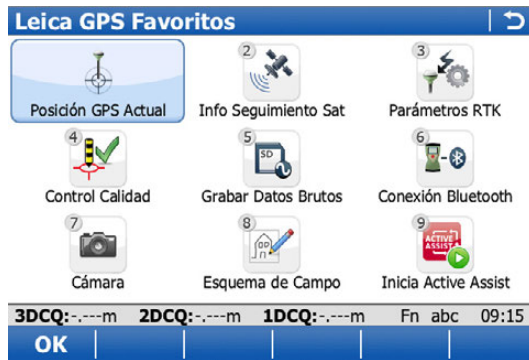 Leica GPS Favoritos
Posición GPS Actual
2
Info Seguimiento Sat
3
Parámetros RTK
4
Control Calidad
5
SD
Grabar Datos Brutos
6
Conexión Bluetooth
7
Cámara
8
Esquema de Campo
9
ACTIVE
ASSIST
Inicia Active Assist
3DCQ:-.---m 2DCQ:-.---m 1DCQ:-.---m Fn abc 09:15
OK